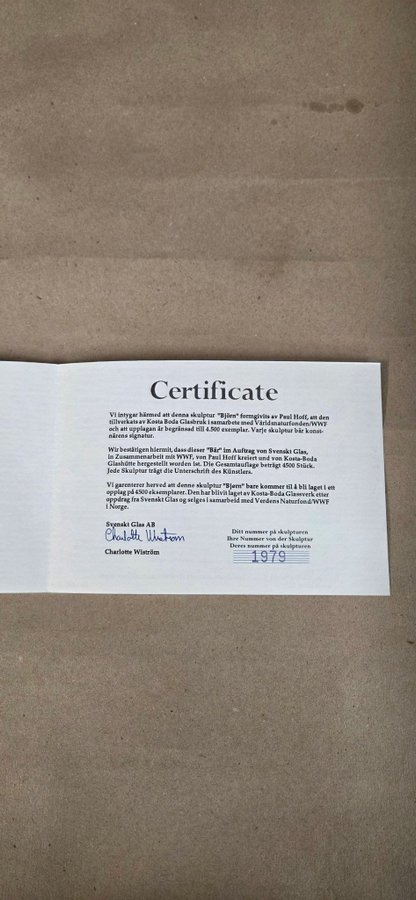 Certificate
Vi intygar härmed att denna skulptur "Björn" formgivits av Paul Hoff, att den
tillverkats av Kosta Boda Glasbruk i samarbete med Världsnaturfonden/WWF
och att upplagan är begränsad till 4.500 exemplar. Varje skulptur bär konst-
närens signatur.
Wir bestätigen hiermit, dass dieser "Bär" im Auftrag von Svenskt Glas,
in Zusammenarbeit mit WWF, von Paul Hoff kreiert und von Kosta-Boda
Glashütte hergestellt worden ist. Die Gesamtauflage beträgt 4500 Stück.
Jede Skulptur trägt die Unterschrift des Künstlers.
Vi garenterer herved at denne skulptur "Bjørn" bare kommer til å bli laget i ett
opplag på 4500 eksemplarer. Den har blivit laget av Kosta-Boda Glassverk etter
oppdrag fra Svenskt Glas og selges i samarbeid med Verdens Naturfond/WWF
i Norge.
Svenskt Glas AB
Charlotte Wiström
Charlotte Wiström
Ditt nummer på skulpturen
Ihre Nummer von der Skulptur
Deres nummer på skulpturen
1979